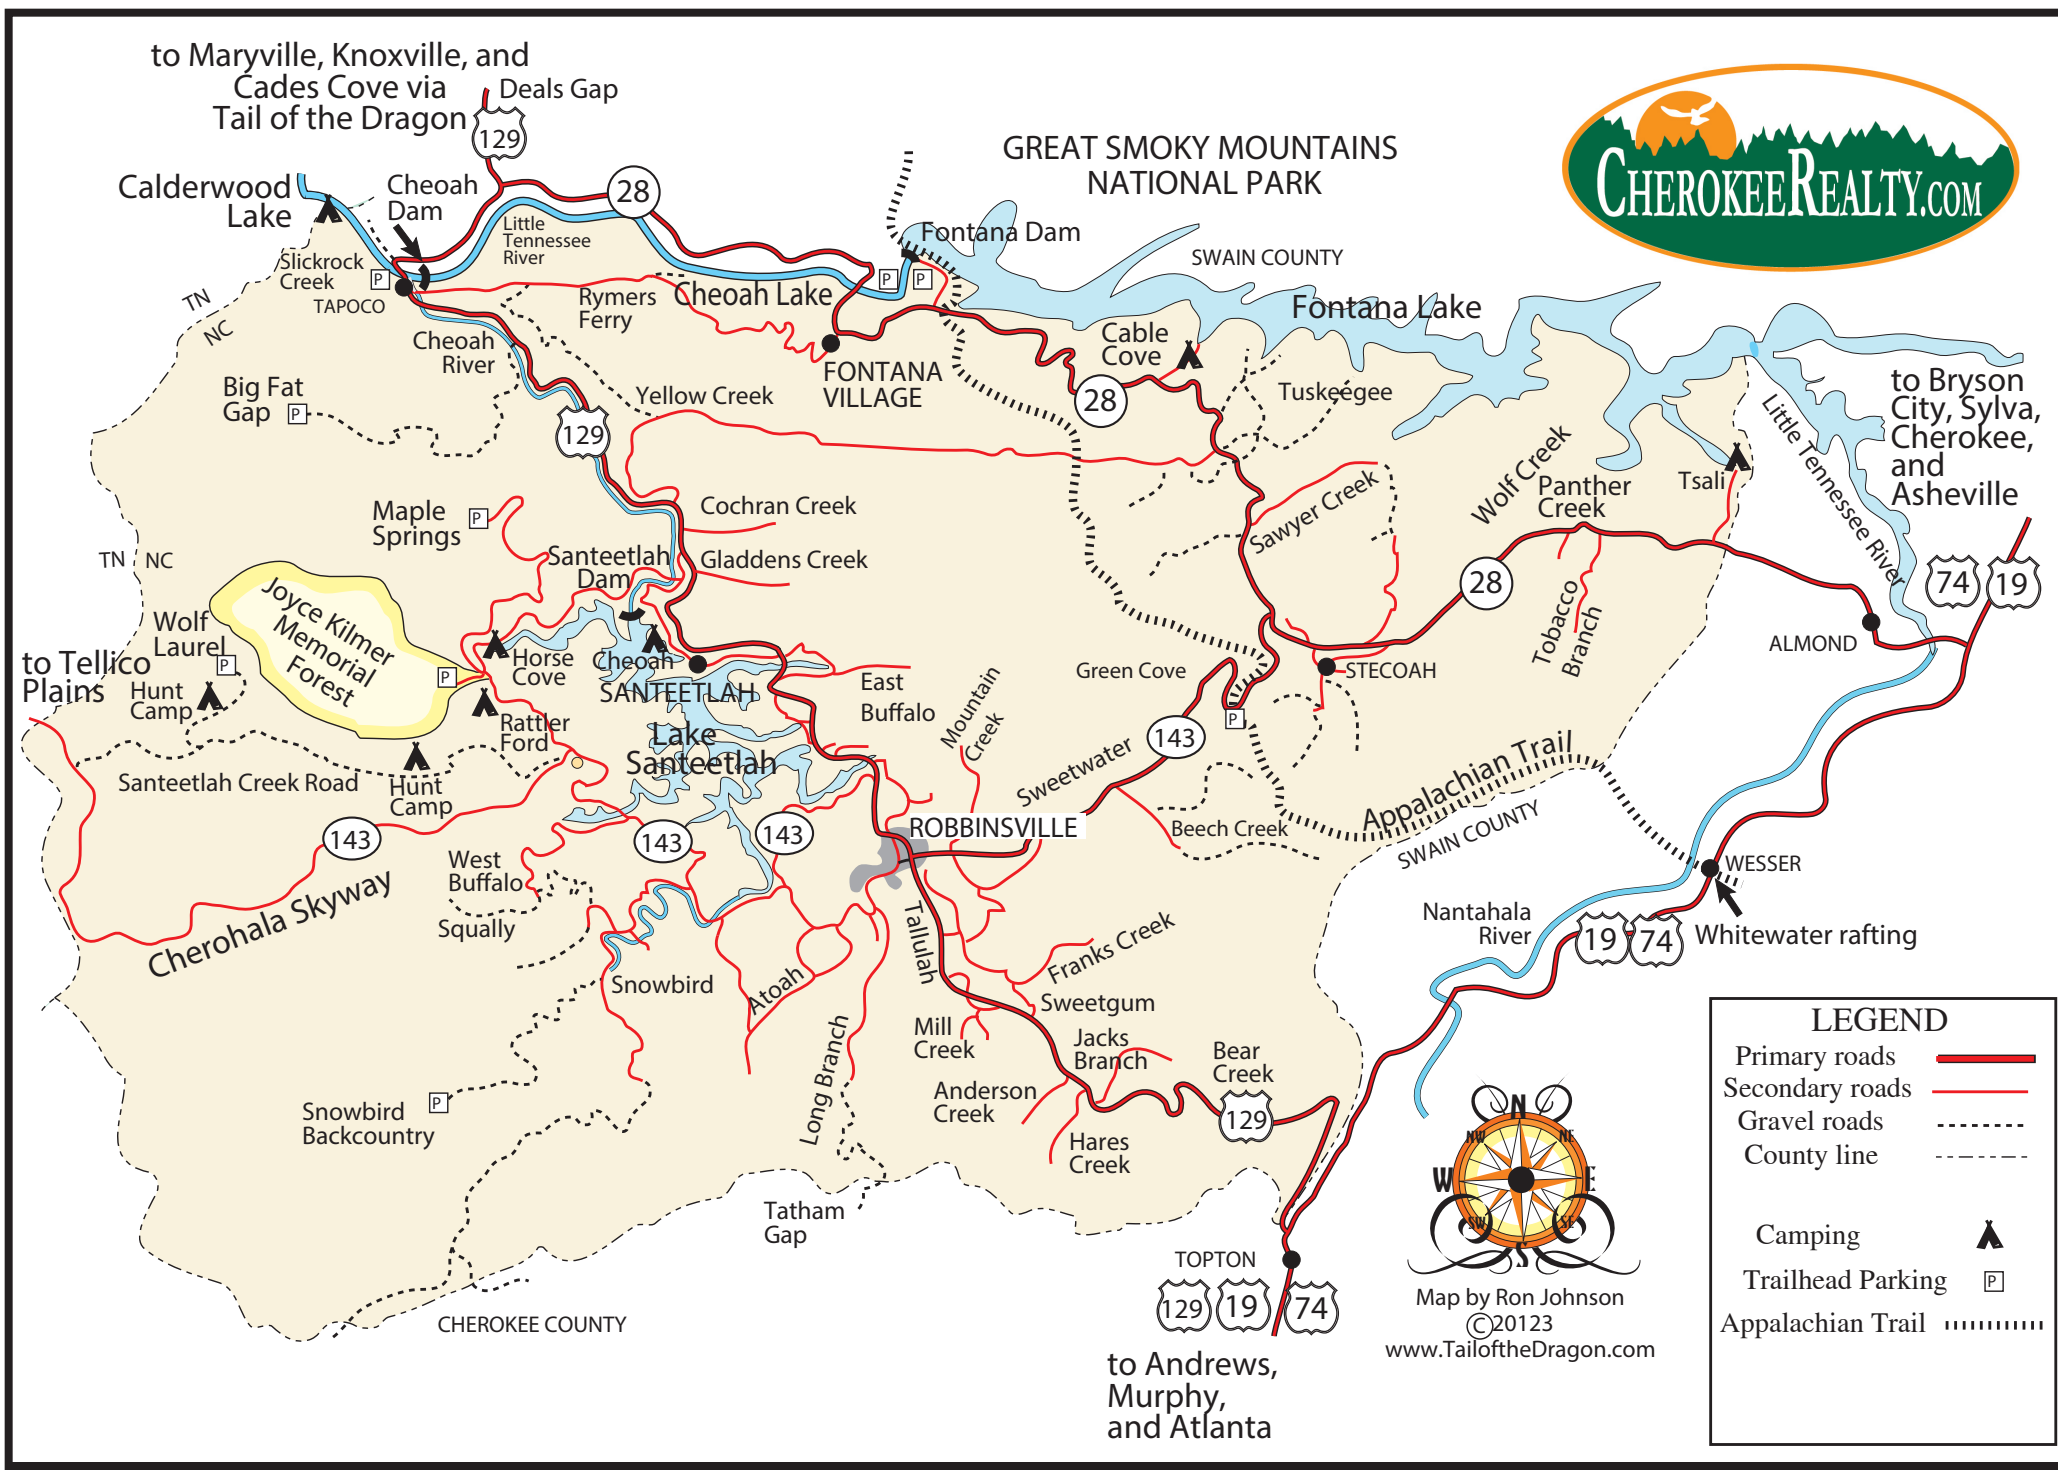 to Maryville, Knoxville, and
Cades Cove via
Tail of the Dragon
Deals Gap
129
28
GREAT SMOKY MOUNTAINS
NATIONAL PARK
CHEROKEEREALTY.COM
Calderwood
Lake
Cheoah
Dam
Little
Tennessee
River
Fontana Dam
SWAIN COUNTY
Slickrock
Creek
P
TAPOCO
TN
NC
Rymers
Ferry
Cheoah Lake
P
P
Fontana Lake
Cheoah
River
FONTANA
VILLAGE
Cable
Cove
28
Tuskeegee
Big Fat
Gap
P
129
Yellow Creek
to Bryson
City, Sylva,
Cherokee,
and
Asheville
Little Tennessee River
Maple
Springs
P
Cochran Creek
Sawyer Creek
Wolf Creek
Panther
Creek
Tsali
TN
NC
Santeetlah
Dam
Gladdens Creek
28
74
19
Joyce Kilmer
Memorial
Forest
Wolf
Laurel
P
Hunt
Camp
to Tellico
Plains
P
Horse
Cove
Cheoah
SANTEETLAH
East
Buffalo
Mountain
Creek
Green Cove
STECOAH
Tobacco
Branch
ALMOND
Rattler
Ford
Lake
Santeetlah
P
143
Sweetwater
Appalachian Trail
Santeetlah Creek Road
Hunt
Camp
143
143
143
ROBBINSVILLE
Beech Creek
SWAIN COUNTY
West
Buffalo
Squally
Cherohala Skyway
WESSER
Nantahala
River
19
74
Whitewater rafting
Snowbird
Atoah
Tallulah
Franks Creek
Sweetgum
Mill
Creek
Jacks
Branch
Bear
Creek
Long Branch
Anderson
Creek
129
Hares
Creek
Snowbird
Backcountry
P
Tatham
Gap
CHEROKEE COUNTY
TOPTON
129
19
74
to Andrews,
Murphy,
and Atlanta
N
NW
NE
W
E
SW
SE
S
Map by Ron Johnson
©20123
www.TailoftheDragon.com
LEGEND
Primary roads
Secondary roads
Gravel roads
County line
Camping
Trailhead Parking
P
Appalachian Trail